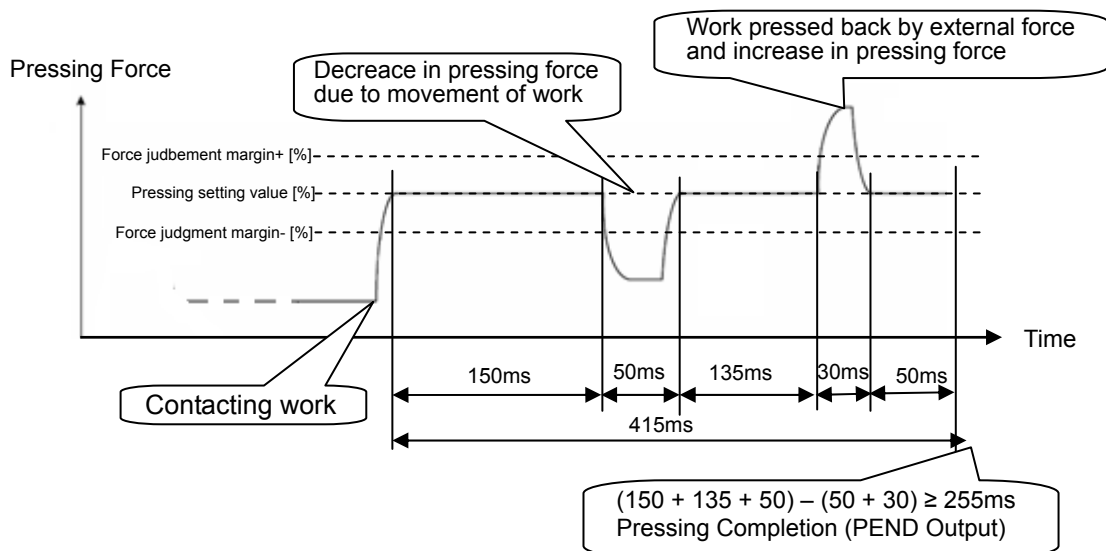 Work pressed back by external force
and increase in pressing force
Pressing Force
Decreace in pressing force
due to movement of work
Force judbement margin+ [%]
Pressing setting value [%]
Force judgment margin- [%]
Time
150ms
50ms
135ms
30ms
50ms
Contacting work
415ms
(150 + 135 + 50) – (50 + 30) ≥ 255ms
Pressing Completion (PEND Output)